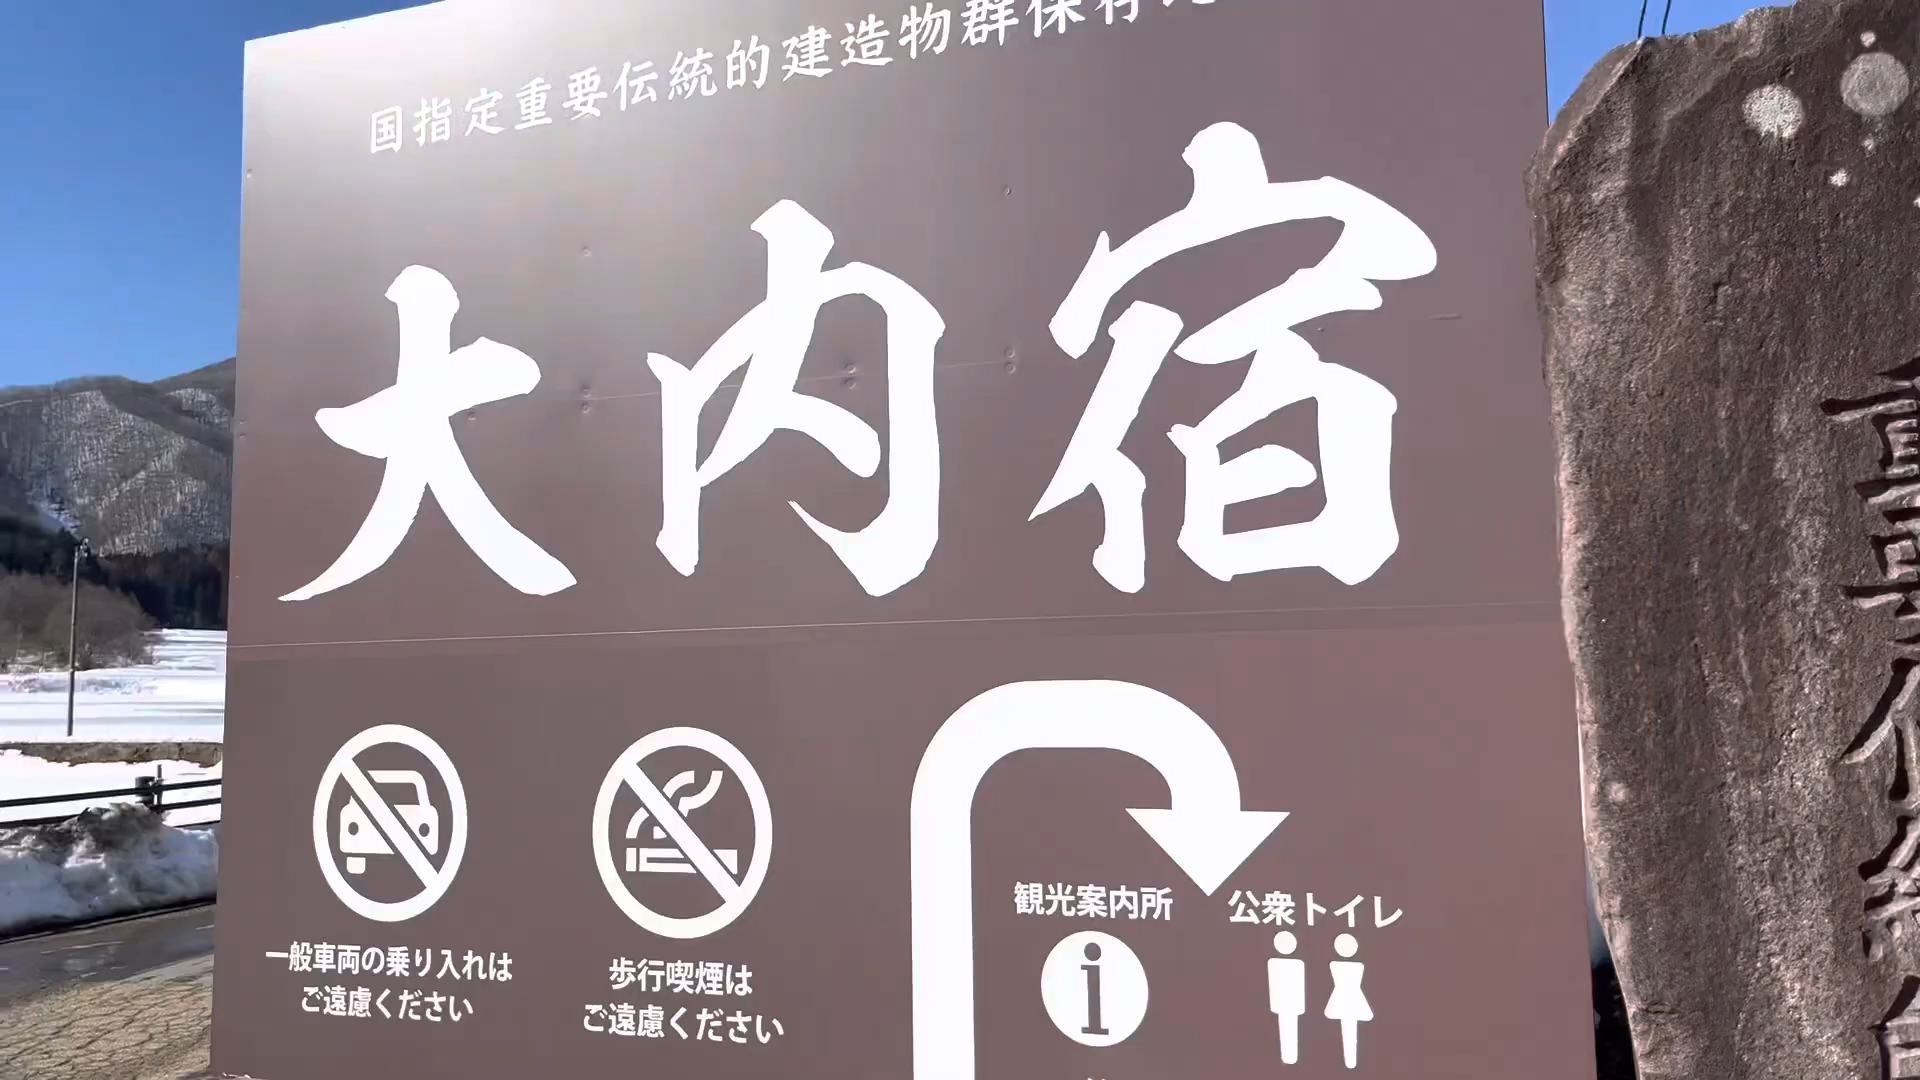 国指定重要伝統的建造物群保存
大内宿
一般車両の乗り入れは
ご遠慮ください
歩行喫煙は
ご遠慮ください
観光案内所
公衆トイレ
i